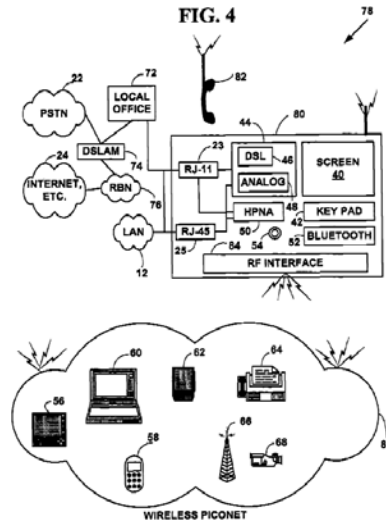 FIG. 4
78
22
72
PSTN
LOCAL
OFFICE
82
44
80
23
24
DSLAM
74
RJ-11
DSL
46
SCREEN
40
ANALOG
48
INTERNET,
ETC.
RBN
76
HPNA
50
KEY PAD
42
LAN
12
RJ-45
25
54
BLUETOOTH
52
84
RF INTERFACE
60
62
64
56
58
66
68
8
WIRELESS PICONET